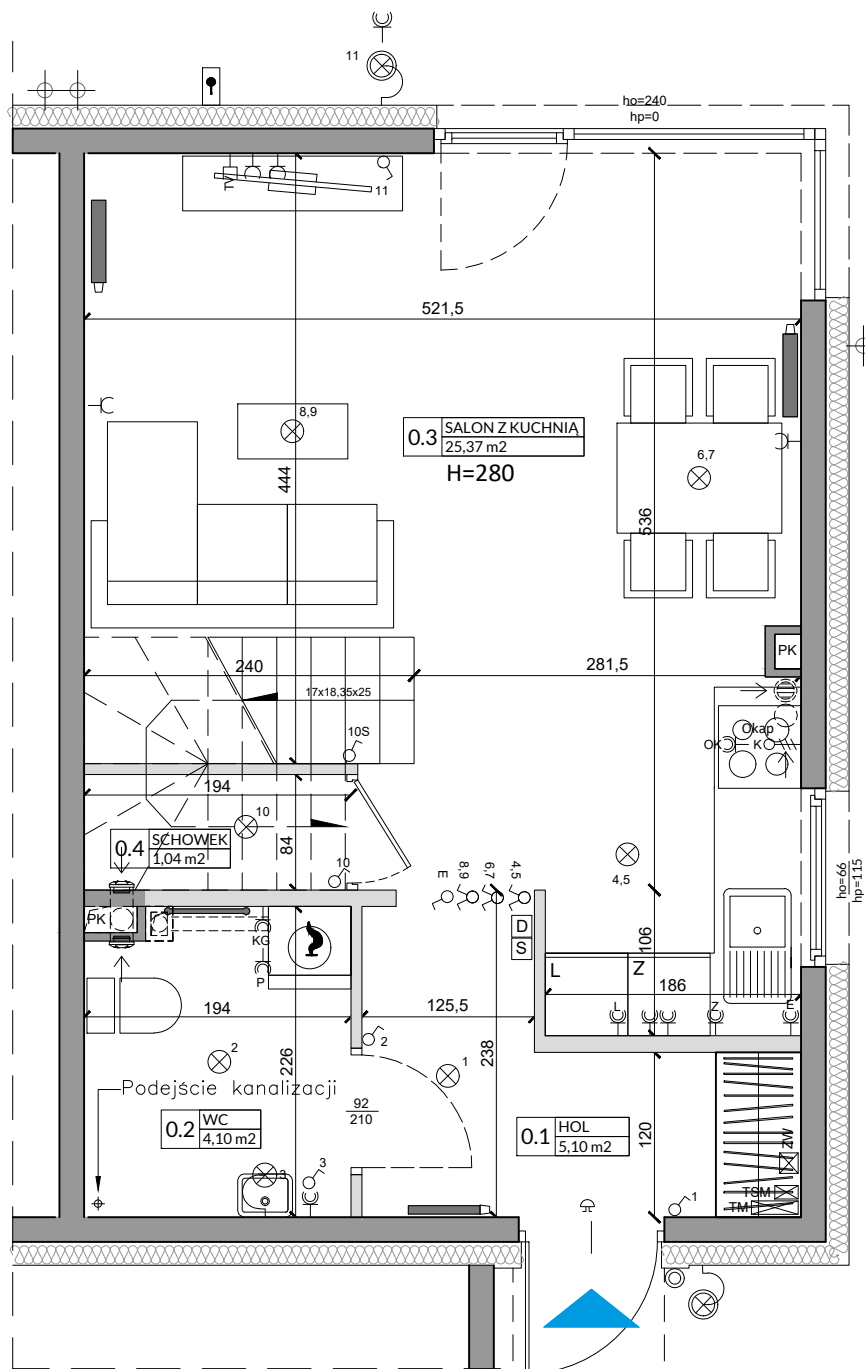 11
ho=240
hp=0
TV
11
521,5
8,9
0.3 SALON Z KUCHNIĄ
25,37 m2
H=280
6,7
444
536
PK
240
281,5
17x18,35x25
10S
Okap
OK
K
194
10
0.4 SCHOWEK
1,04 m2
84
10
E
8,9
6,7
4,5
4,5
ho=66
hp=115
PK
KG
P
D
S
106
L
Z
186
L
Z
E
194
125,5
2
2
1
226
238
Podejście kanalizacji
92
210
0.2 WC
4,10 m2
0.1 HOL
5,10 m2
120
ZW
3
3
TSM
TM
1